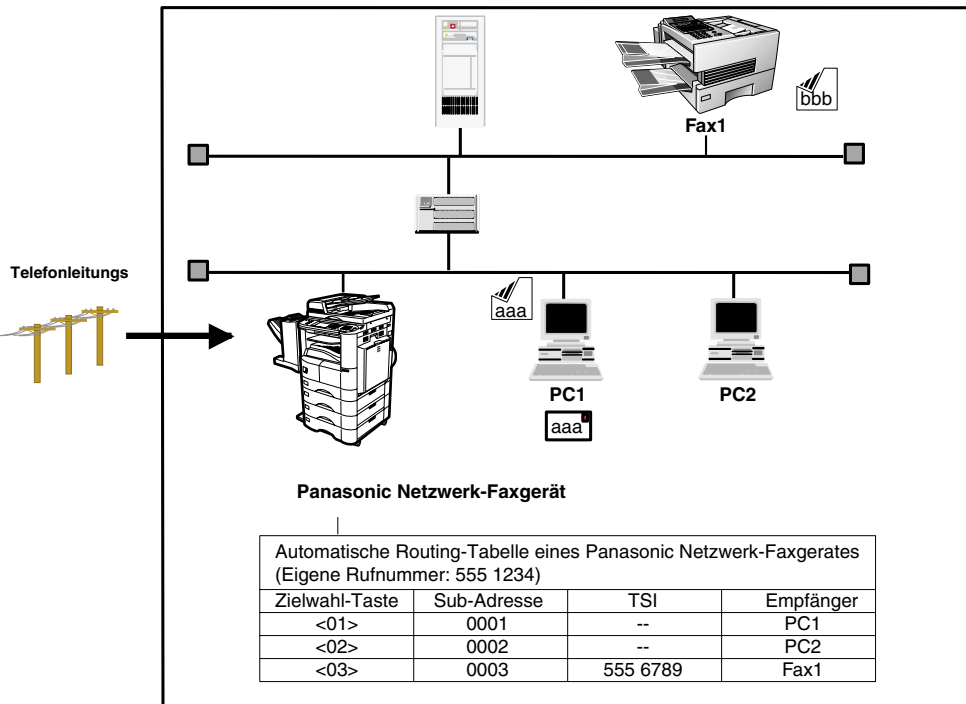 bbb
Fax1
Telefonleitungs
aaa
PC1
PC2
aaa
Panasonic Netzwerk-Faxgerät
Automatische Routing-Tabelle eines Panasonic Netzwerk-Faxgerates
(Eigene Rufnummer: 555 1234)
Zielwahl-Taste Sub-Adresse TSI Empfänger
<01> 0001 -- PC1
<02> 0002 -- PC2
<03> 0003 555 6789 Fax1